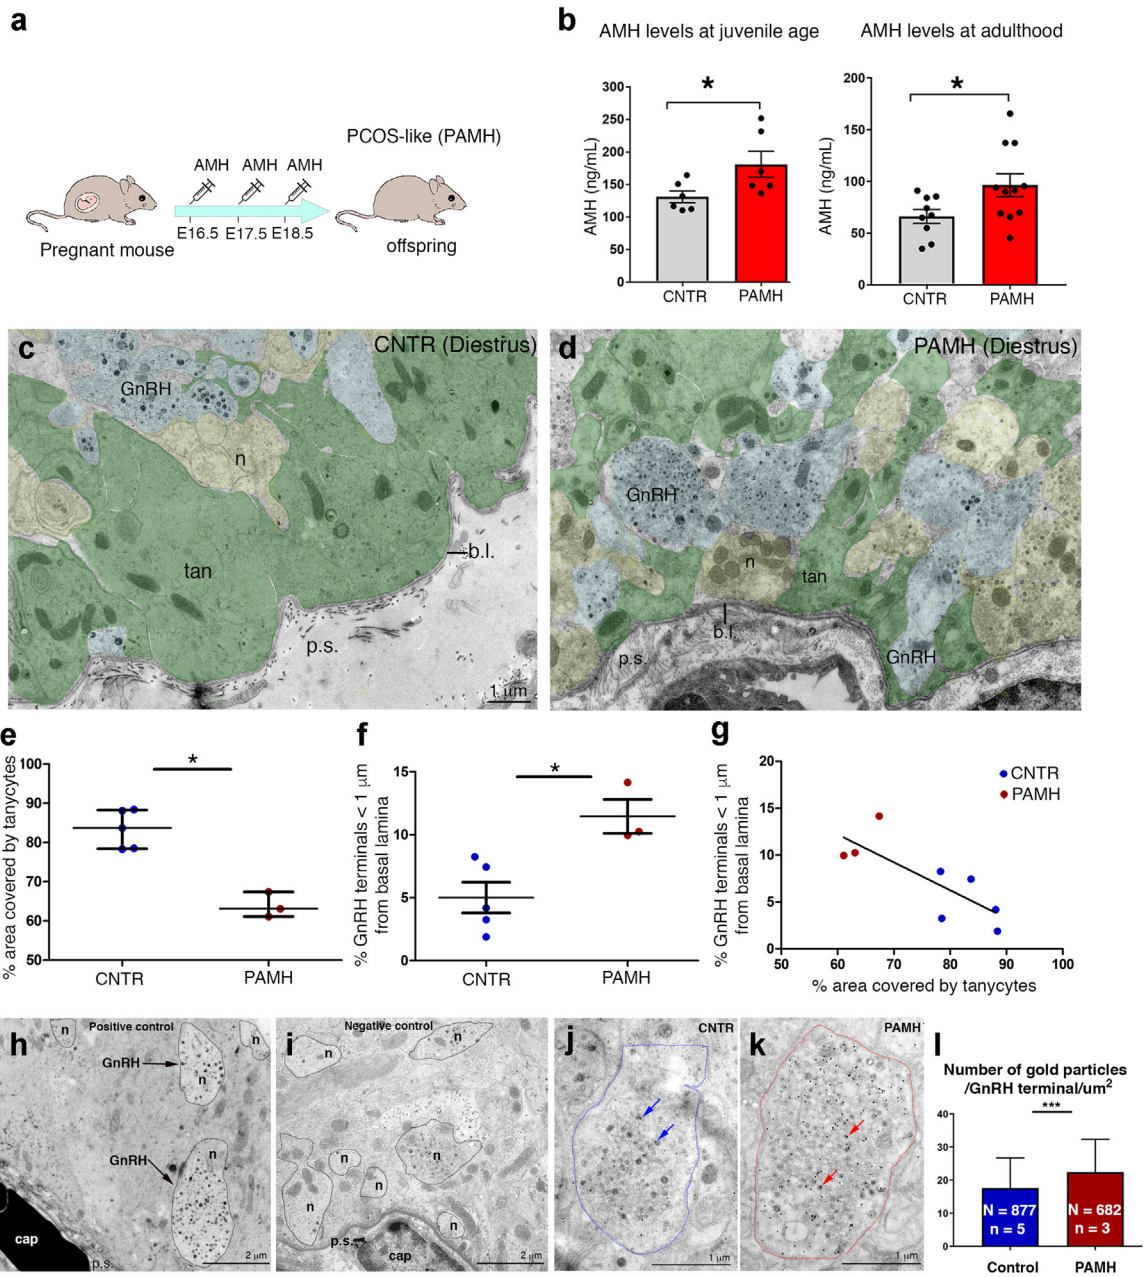 a
PCOS-like (PAMH)
AMH AMH AMH
E16.5 E17.5 E18.5
Pregnant mouse
offspring
b
AMH levels at juvenile age
AMH (ng/mL)
300
250
200
150
100
50
0
*
CNTR PAMH
AMH levels at adulthood
AMH (ng/mL)
200
150
100
50
0
*
CNTR PAMH
c
CNTR (Diestrus)
GnRH
n
tan
b.l.
p.s.
1 μm
d
PAMH (Diestrus)
GnRH
n
tan
b.l.
p.s.
GnRH
e
% area covered by tanycytes
100
90
80
70
60
50
*
CNTR PAMH
f
% GnRH terminals < 1 μm
from basal lamina
15
10
5
0
*
CNTR PAMH
g
% GnRH terminals < 1 μm
from basal lamina
20
15
10
5
0
CNTR
PAMH
50 60 70 80 90 100
% area covered by tanycytes
h
Positive control
n
n
GnRH
n
GnRH
n
cap
p.s.
2 μm
i
Negative control
n
n
n
n
n
n
n
p.s.
cap
2 μm
j
CNTR
1 μm
k
PAMH
1 μm
l
Number of gold particles
/GnRH terminal/um²
40
30
20
10
0
***
N = 877
n = 5
N = 682
n = 3
Control PAMH